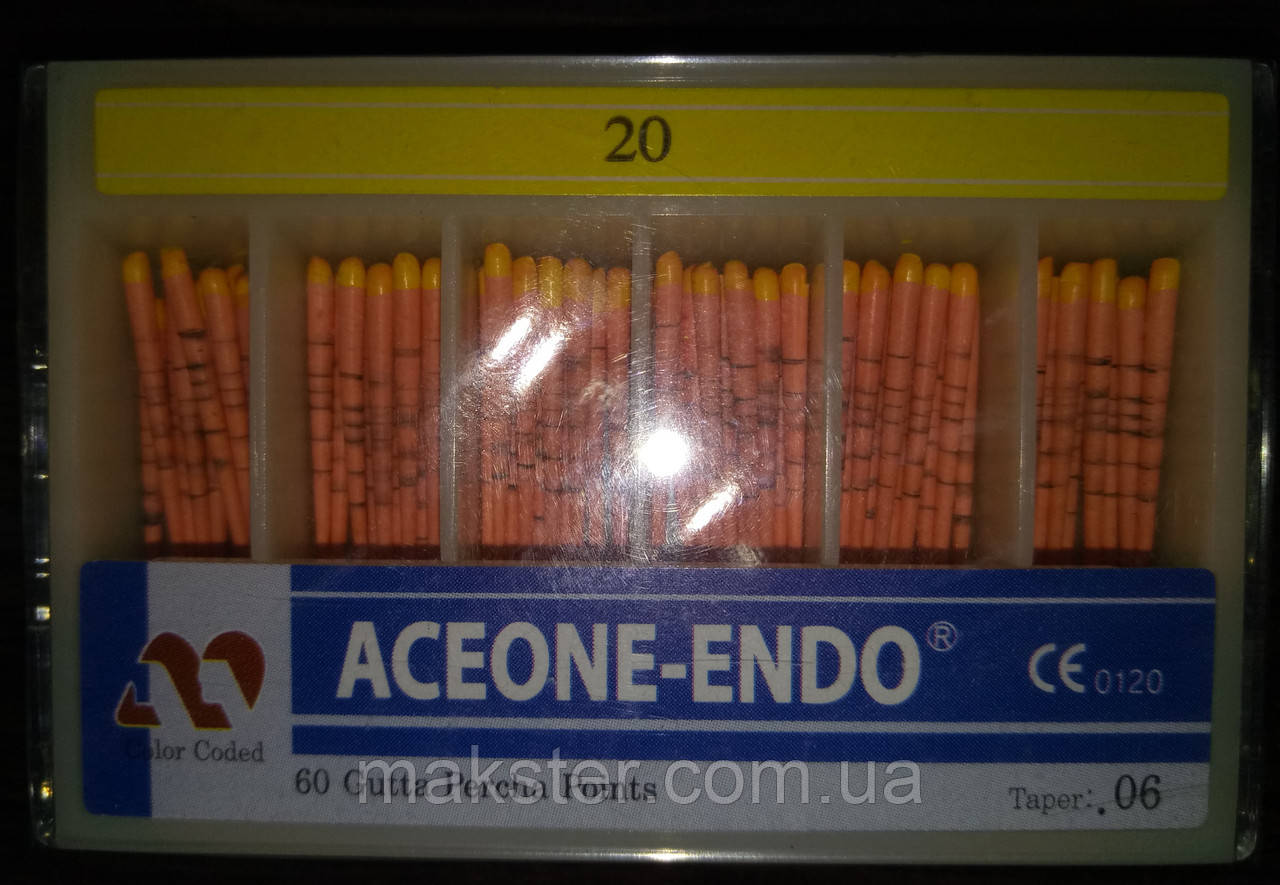 20
ACEONE-ENDO®
CE 0120
Color Coded
60 Gutta Percha Points
Taper: .06
makster.com.ua